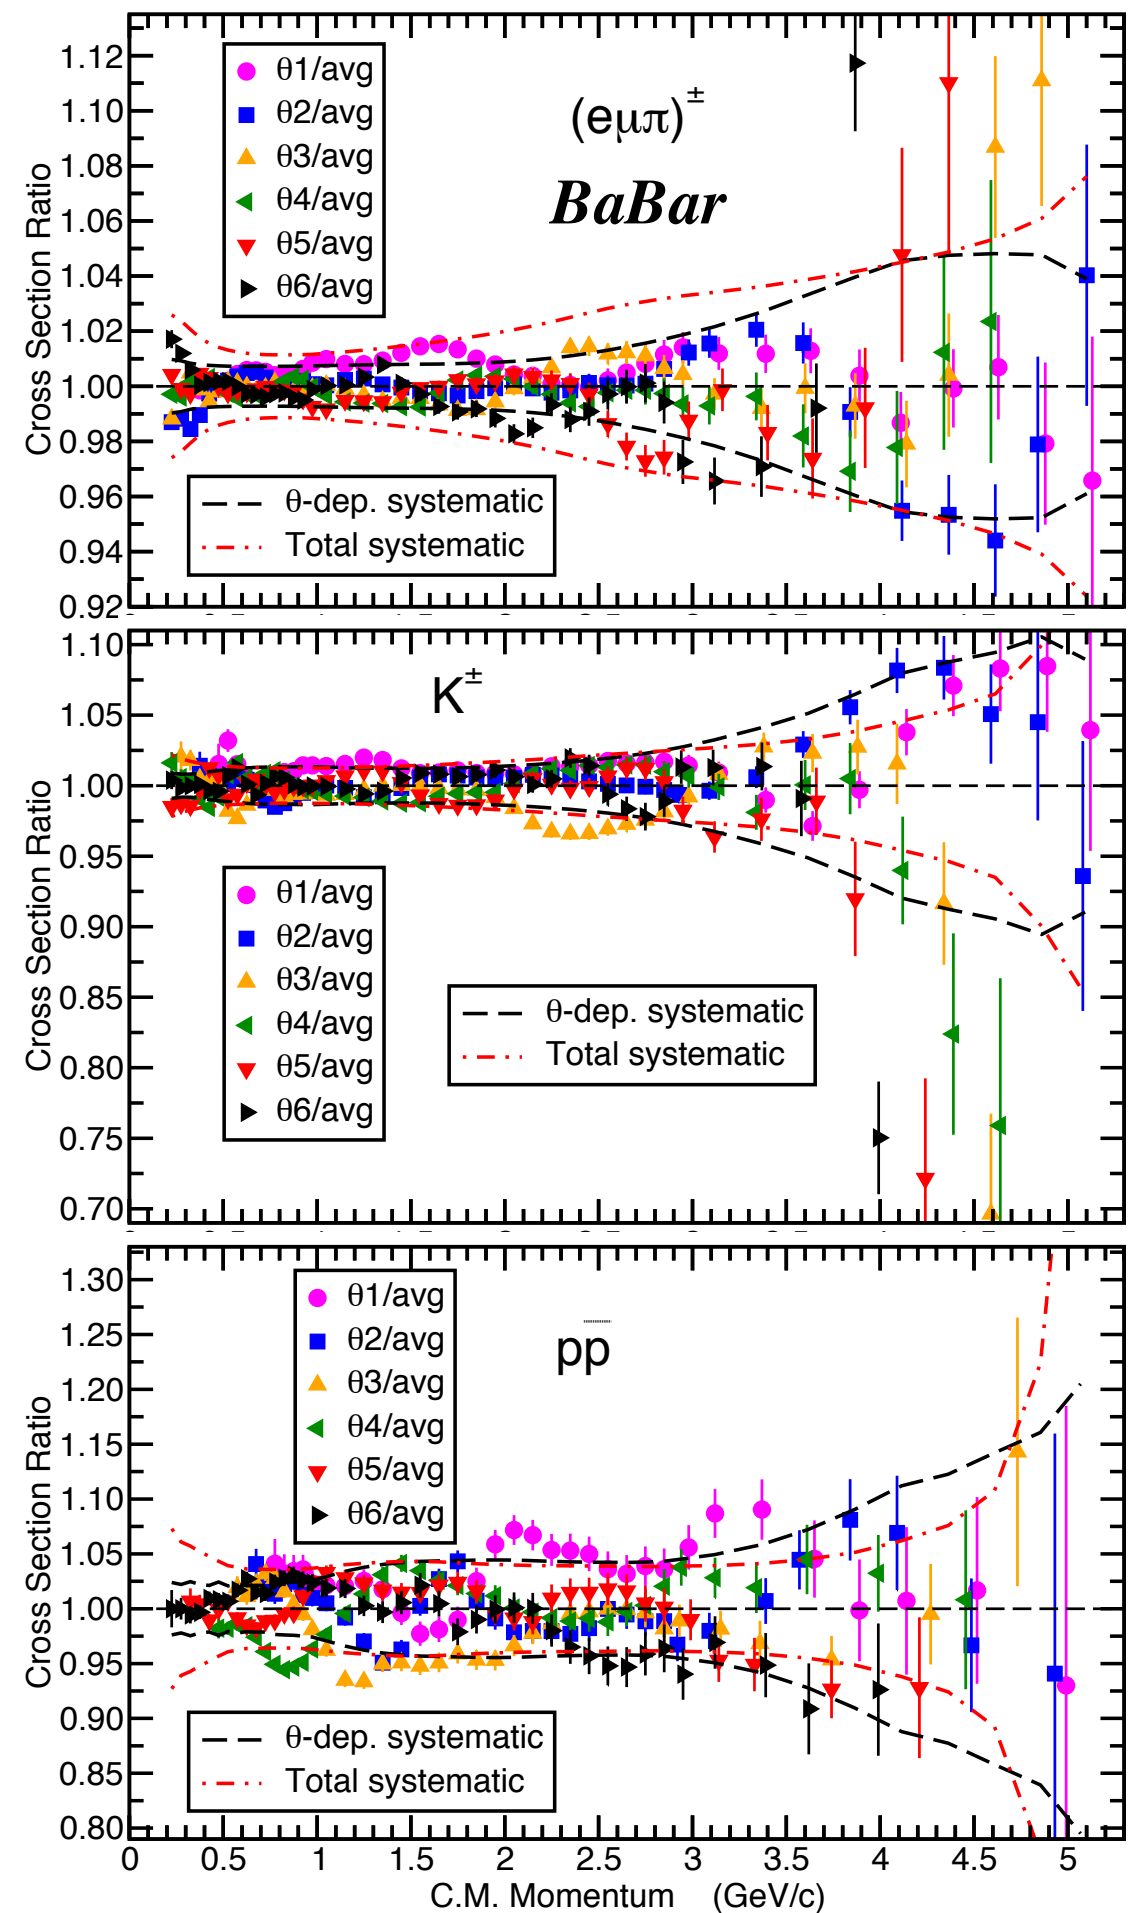 1.12
1.10
1.08
1.06
1.04
1.02
1.00
0.98
0.96
0.94
0.92
Cross Section Ratio
θ1/avg
θ2/avg
θ3/avg
θ4/avg
θ5/avg
θ6/avg
(eμπ)±
BaBar
θ-dep. systematic
Total systematic
1.10
1.05
1.00
0.95
0.90
0.85
0.80
0.75
0.70
Cross Section Ratio
K±
θ1/avg
θ2/avg
θ3/avg
θ4/avg
θ5/avg
θ6/avg
θ-dep. systematic
Total systematic
1.30
1.25
1.20
1.15
1.10
1.05
1.00
0.95
0.90
0.85
0.80
Cross Section Ratio
θ1/avg
θ2/avg
θ3/avg
θ4/avg
θ5/avg
θ6/avg
pp̅
θ-dep. systematic
Total systematic
0 0.5 1 1.5 2 2.5 3 3.5 4 4.5 5
C.M. Momentum (GeV/c)